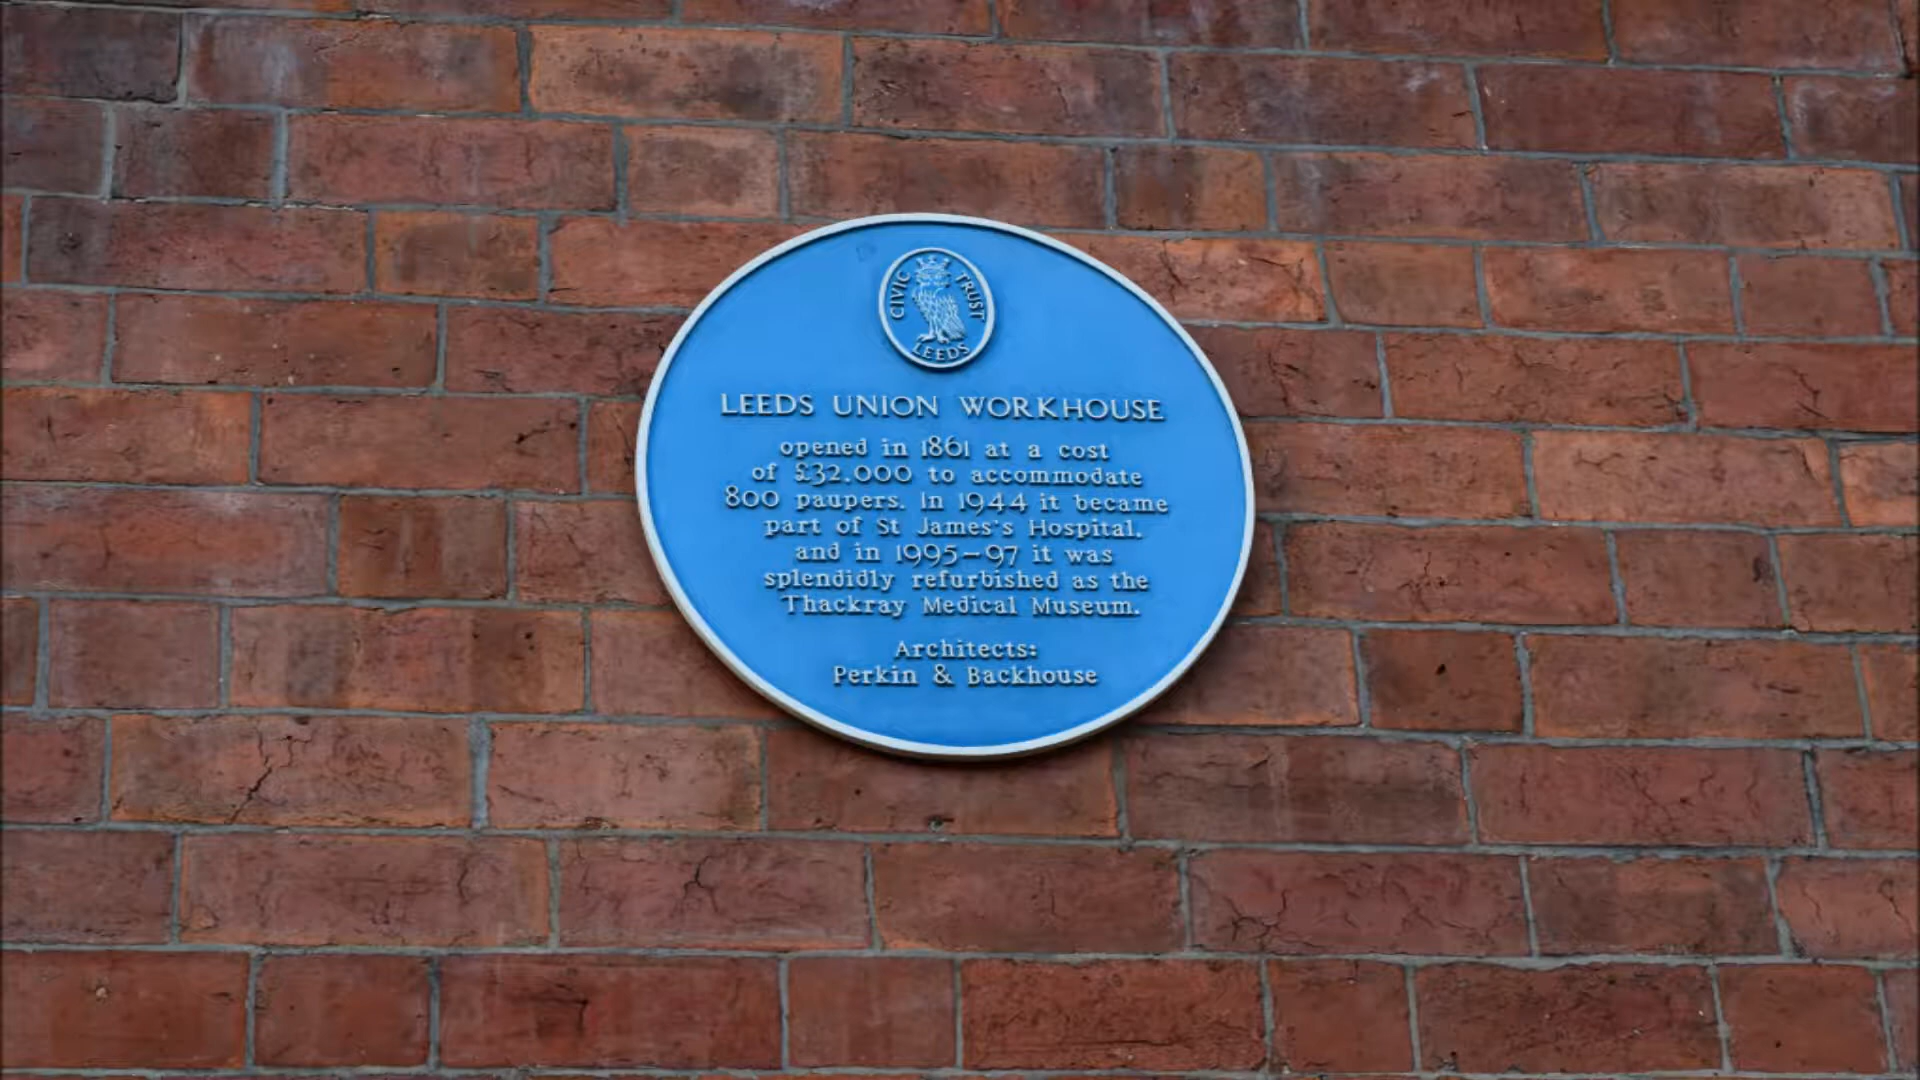 CIVIC TRUST
LEEDS
LEEDS UNION WORKHOUSE
opened in 1861 at a cost
of £32,000 to accommodate
800 paupers. In 1944 it became
part of St James's Hospital,
and in 1995-97 it was
splendidly refurbished as the
Thackray Medical Museum.
Architects:
Perkin & Backhouse